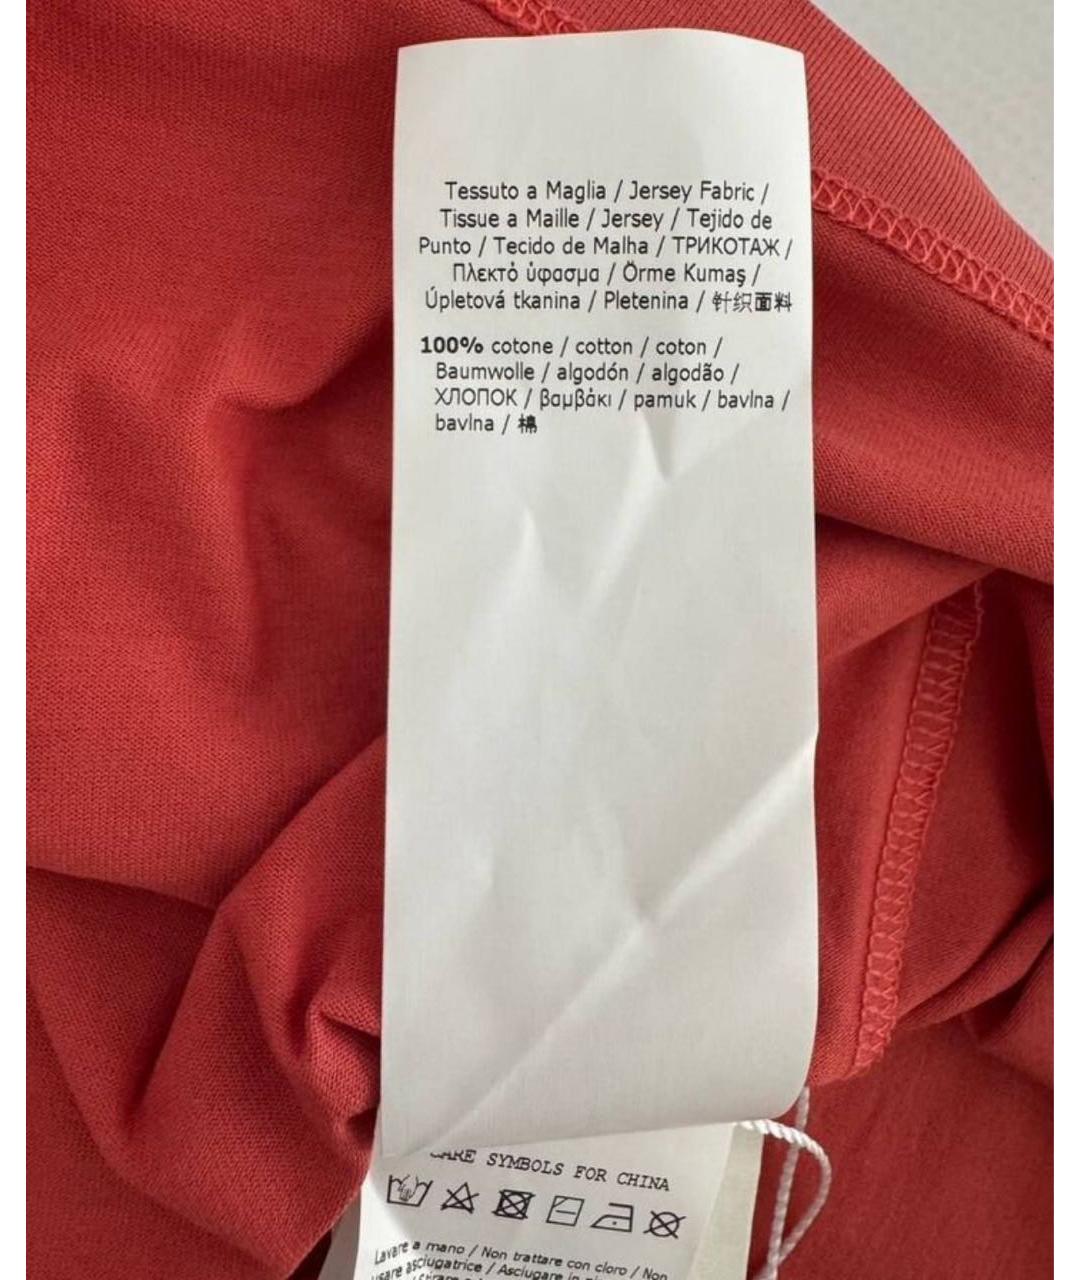 Tessuto a Maglia / Jersey Fabric /
Tissue a Maille / Jersey / Tejido de
Punto / Tecido de Malha / ТРИКОТАЖ /
Πλεκτό ύφασμα / Örme Kumaş /
Úpletová tkanina / Pletenina / 针织面料
100% cotone / cotton / coton /
Baumwolle / algodón / algodão /
ХЛОПОК / βαμβάκι / pamuk / bavlna /
bavlna / 棉
CARE SYMBOLS FOR CHINA
Lavare a mano / Non trattare con cloro / Non
usare asciugatrice / Asciugare in